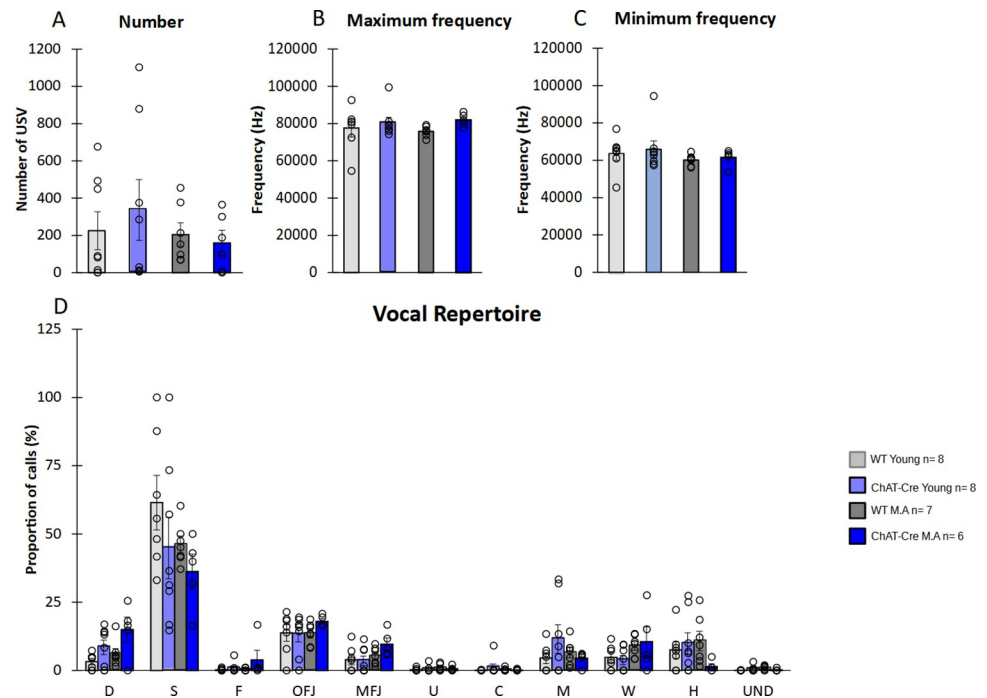 A
Number
1200
1000
800
600
400
200
0
Number of USV
B
Maximum frequency
120000
100000
80000
60000
40000
20000
0
Frequency (Hz)
C
Minimum frequency
120000
100000
80000
60000
40000
20000
0
Frequency (Hz)
D
Vocal Repertoire
125
100
75
50
25
0
Proportion of calls (%)
D S F OFJ MFJ U C M W H UND
WT Young n= 8
ChAT-Cre Young n= 8
WT M.A n= 7
ChAT-Cre M.A n= 6